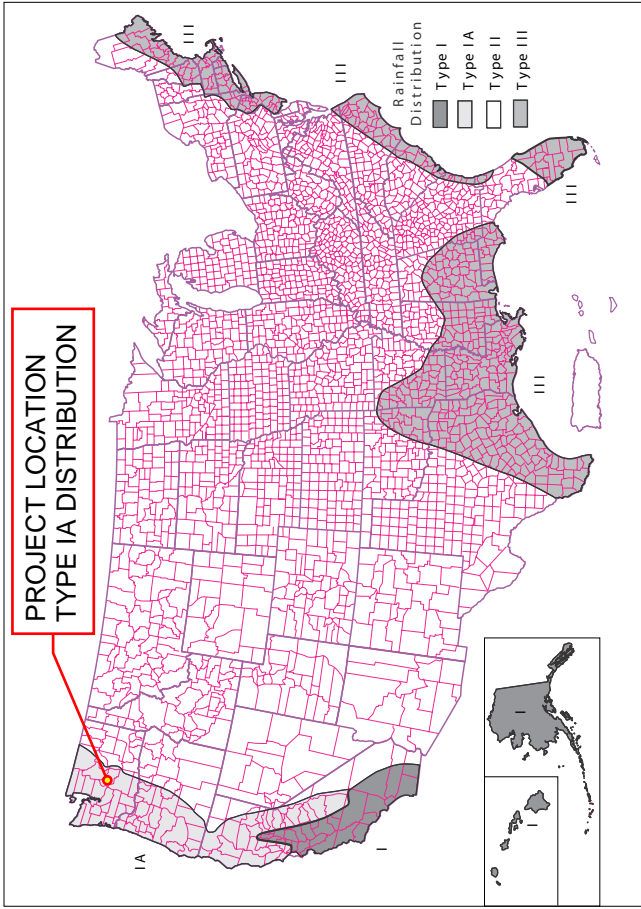 PROJECT LOCATION
TYPE IA DISTRIBUTION
III
III
Rainfall
Distribution
Type I
Type IA
Type II
Type III
III
III
IA
I
I
I